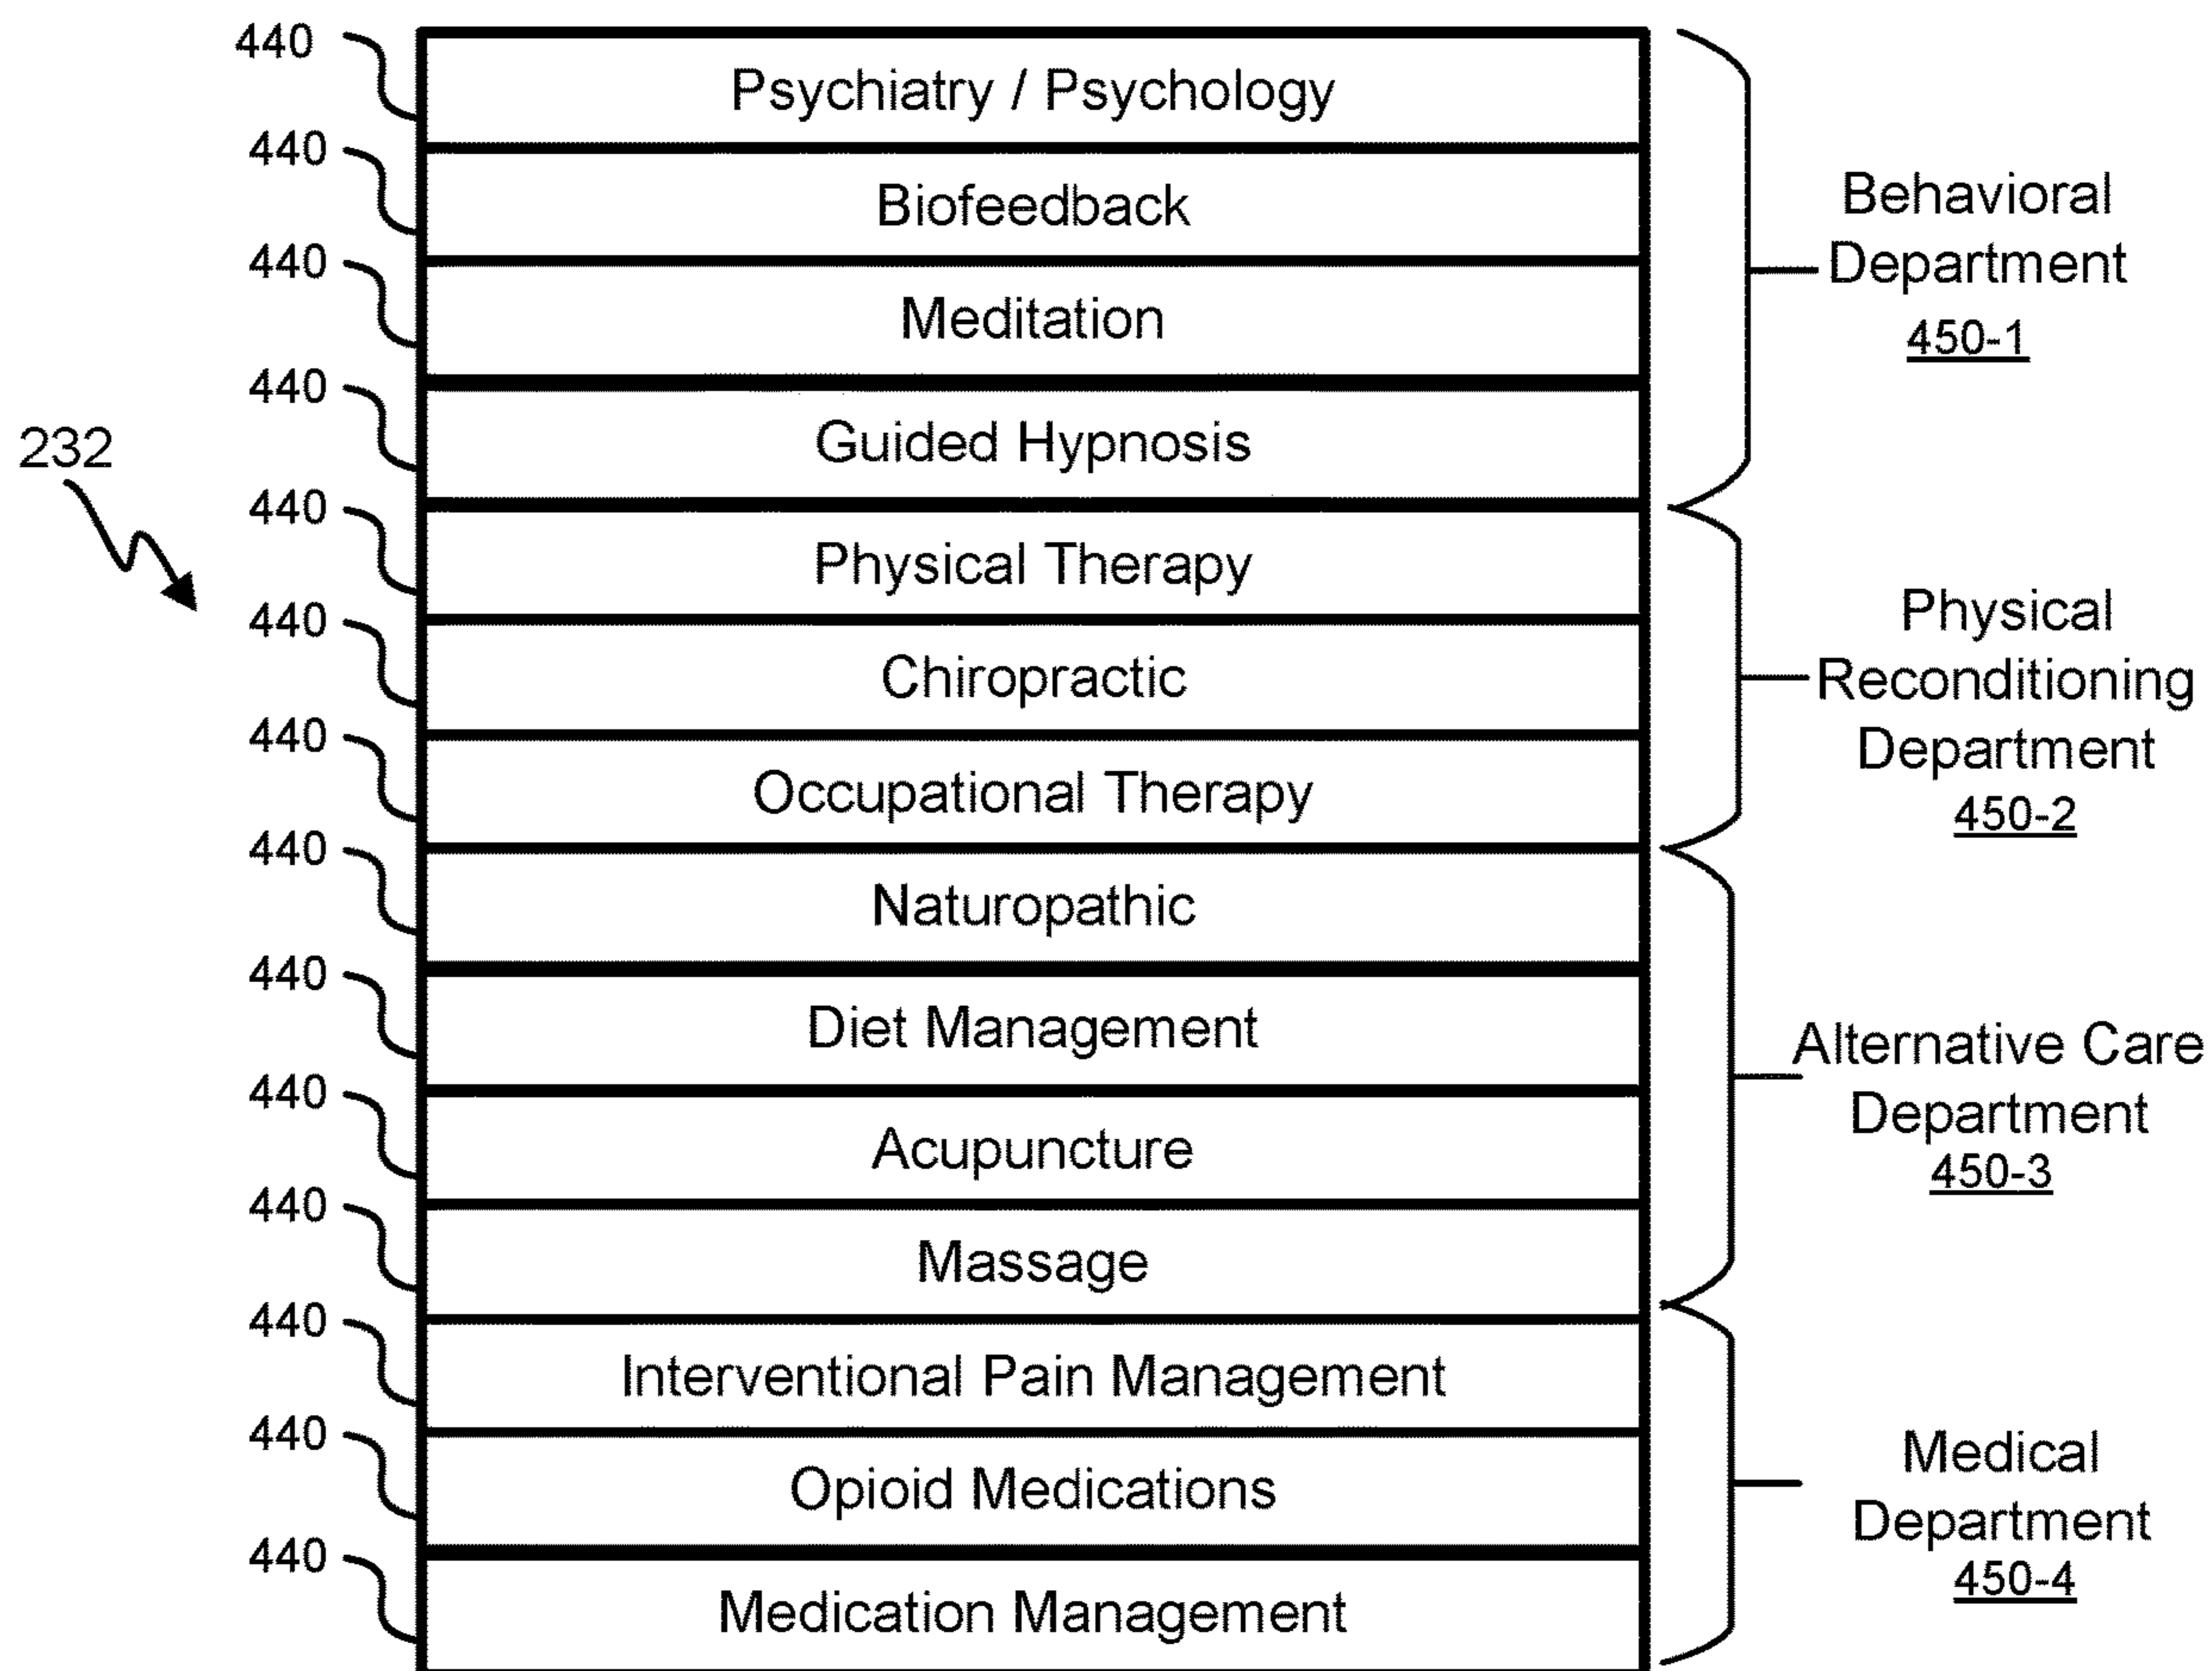 440
Psychiatry / Psychology
440
Biofeedback
440
Meditation
440
Guided Hypnosis
Behavioral
Department
450-1
232
440
Physical Therapy
440
Chiropractic
440
Occupational Therapy
Physical
Reconditioning
Department
450-2
440
Naturopathic
440
Diet Management
440
Acupuncture
440
Massage
Alternative Care
Department
450-3
440
Interventional Pain Management
440
Opioid Medications
440
Medication Management
Medical
Department
450-4